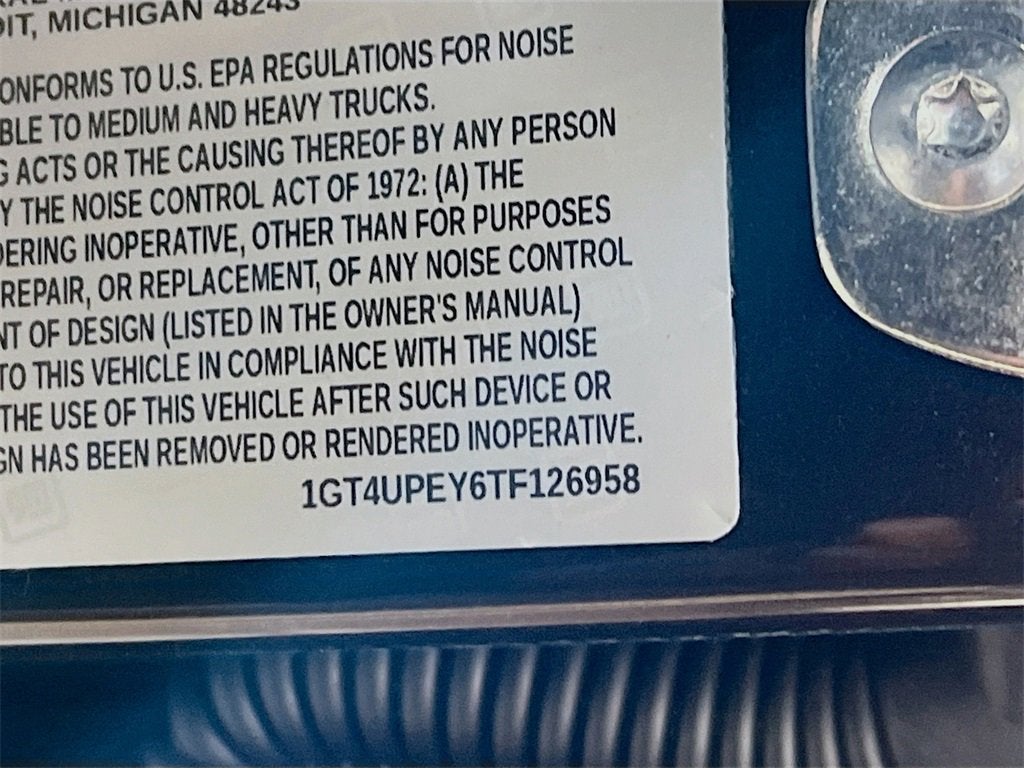 IT, MICHIGAN 48243
ONFORMS TO U.S. EPA REGULATIONS FOR NOISE
BLE TO MEDIUM AND HEAVY TRUCKS.
G ACTS OR THE CAUSING THEREOF BY ANY PERSON
Y THE NOISE CONTROL ACT OF 1972: (A) THE
DERING INOPERATIVE, OTHER THAN FOR PURPOSES
REPAIR, OR REPLACEMENT, OF ANY NOISE CONTROL
NT OF DESIGN (LISTED IN THE OWNER'S MANUAL)
TO THIS VEHICLE IN COMPLIANCE WITH THE NOISE
THE USE OF THIS VEHICLE AFTER SUCH DEVICE OR
GN HAS BEEN REMOVED OR RENDERED INOPERATIVE.
1GT4UPEY6TF126958